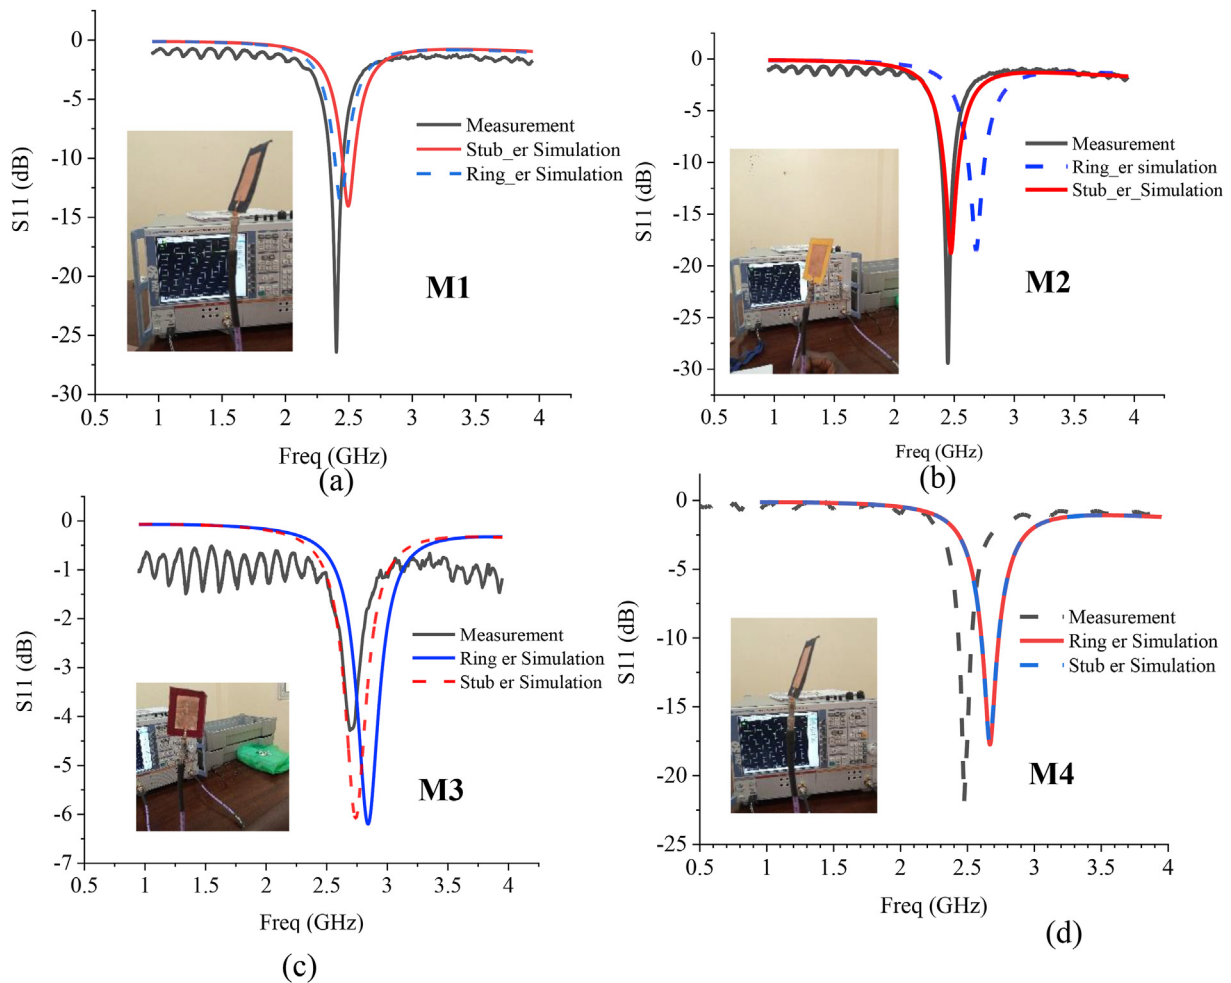 0
-5
-10
-15
-20
-25
-30
S11 (dB)
Measurement
Stub_er Simulation
Ring_er Simulation
M1
0.5 1 1.5 2 2.5 3 3.5 4
Freq (GHz)
(a)
0
-5
-10
-15
-20
-25
-30
S11 (dB)
Measurement
Ring_er simulation
Stub_er_Simulation
M2
0.5 1 1.5 2 2.5 3 3.5 4
Freq (GHz)
(b)
0
-1
-2
-3
-4
-5
-6
-7
S11 (dB)
Measurement
Ring er Simulation
Stub er Simulation
M3
0.5 1 1.5 2 2.5 3 3.5 4
Freq (GHz)
(c)
0
-5
-10
-15
-20
-25
S11 (dB)
Measurement
Ring er Simulation
Stub er Simulation
M4
0.5 1 1.5 2 2.5 3 3.5 4
Freq (GHz)
(d)